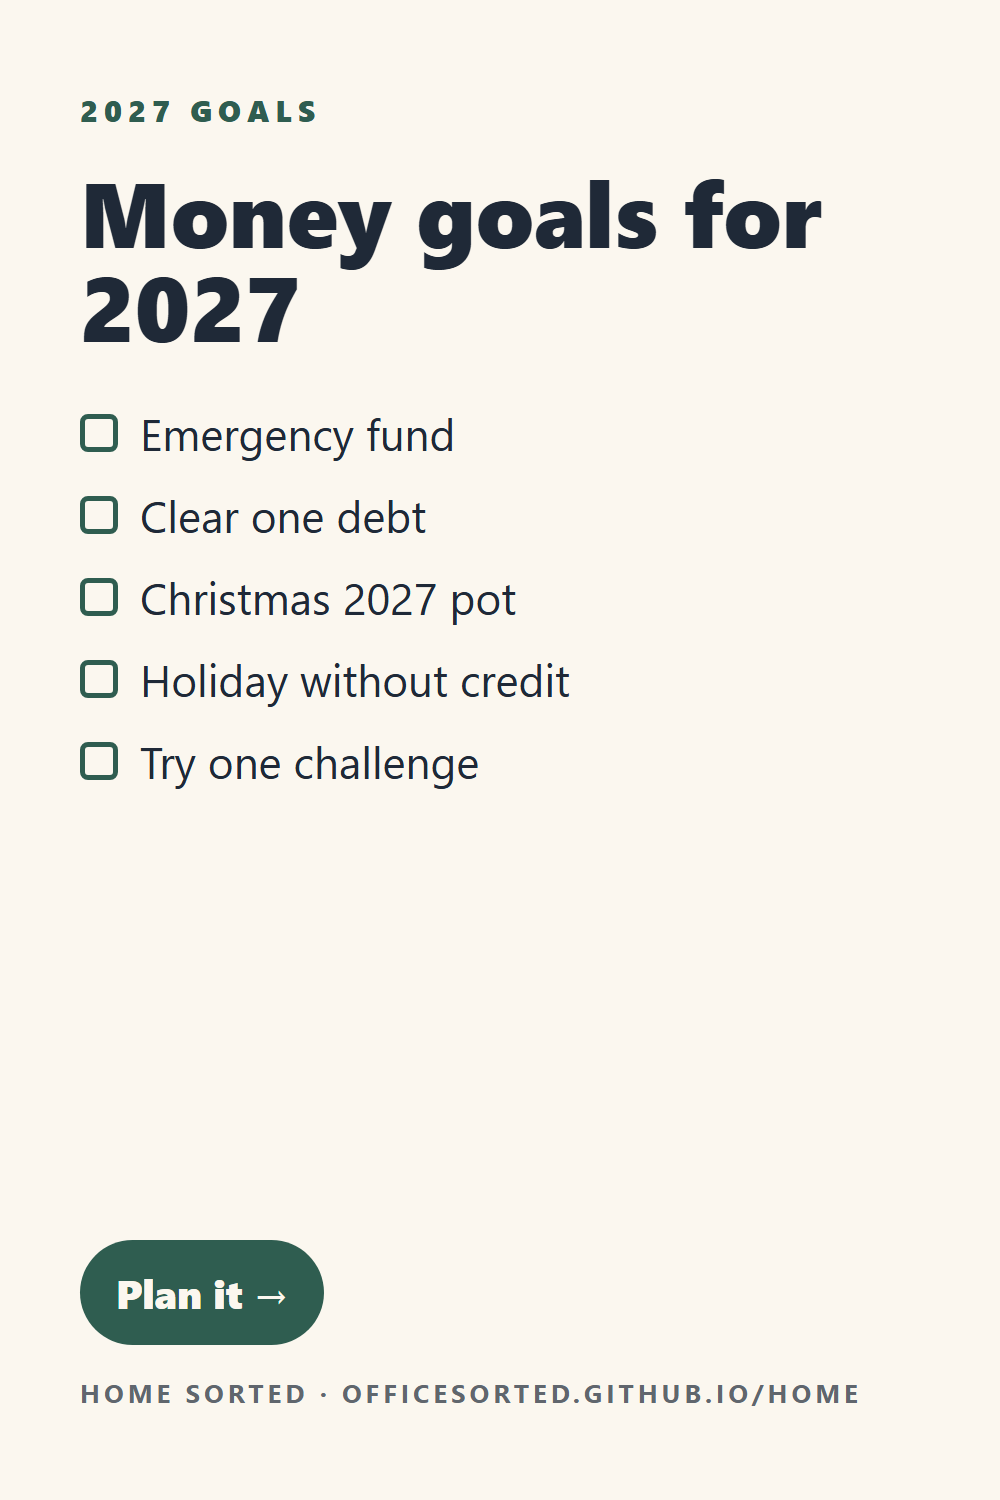 2027 GOALS
Money goals for
2027
Emergency fund
Clear one debt
Christmas 2027 pot
Holiday without credit
Try one challenge
Plan it →
HOME SORTED · OFFICESORTED.GITHUB.IO/HOME